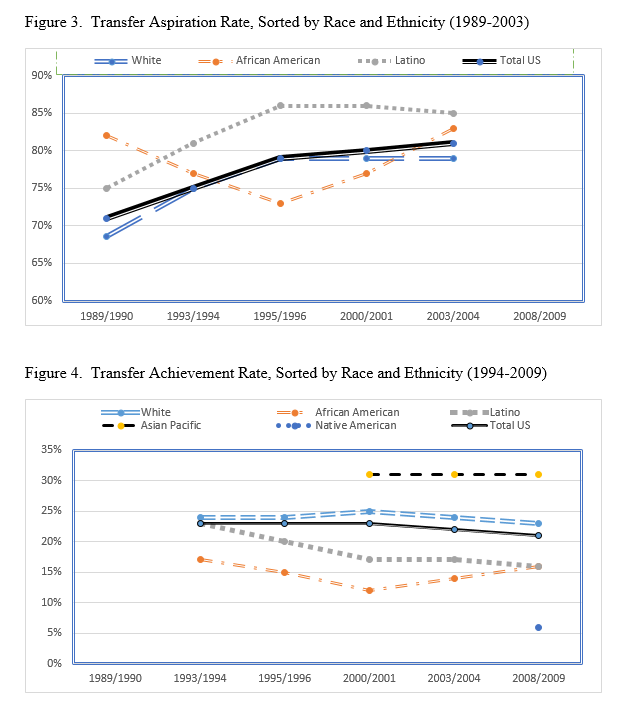 Figure 3.  Transfer Aspiration Rate, Sorted by Race and Ethnicity (1989-2003)
White African American Latino Total US
90%
85%
80%
75%
70%
65%
60%
1989/1990 1993/1994 1995/1996 2000/2001 2003/2004 2008/2009
Figure 4.  Transfer Achievement Rate, Sorted by Race and Ethnicity (1994-2009)
White African American Latino
Asian Pacific Native American Total US
35%
30%
25%
20%
15%
10%
5%
0%
1989/1990 1993/1994 1995/1996 2000/2001 2003/2004 2008/2009